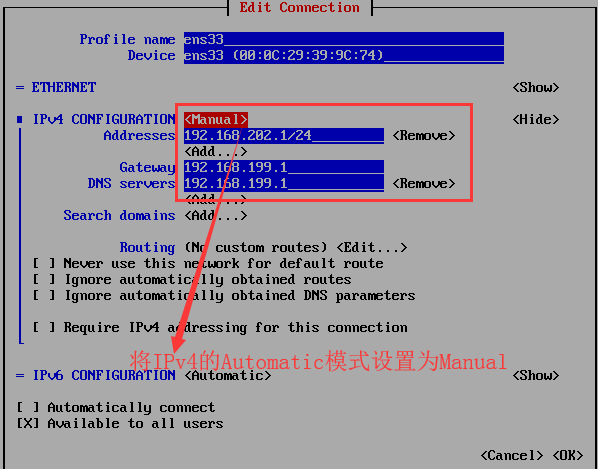 Edit Connection
Profile name ens33
Device ens33 (00:0C:29:39:9C:74)
= ETHERNET <Show>
IPv4 CONFIGURATION <Manual> <Hide>
Addresses 192.168.202.1/24 <Remove>
<Add...>
Gateway 192.168.199.1
DNS servers 192.168.199.1 <Remove>
<Add...>
Search domains <Add...>
Routing (No custom routes) <Edit...>
[ ] Never use this network for default route
[ ] Ignore automatically obtained routes
[ ] Ignore automatically obtained DNS parameters
[ ] Require IPv4 addressing for this connection
将IPv4的Automatic模式设置为Manual
= IPv6 CONFIGURATION <Automatic> <Show>
[ ] Automatically connect
[X] Available to all users
<Cancel> <OK>